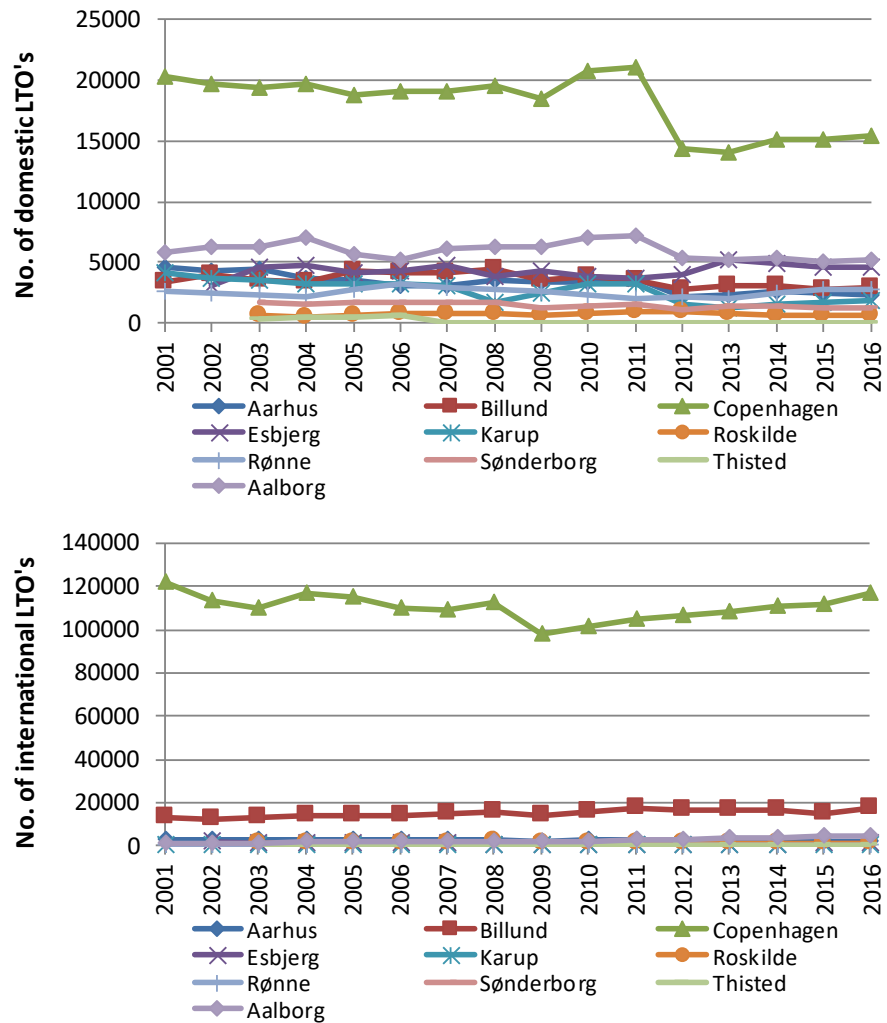 No. of domestic LTO's
25000
20000
15000
10000
5000
0
2001 2002 2003 2004 2005 2006 2007 2008 2009 2010 2011 2012 2013 2014 2015 2016
Aarhus Billund Copenhagen
Esbjerg Karup Roskilde
Rønne Sønderborg Thisted
Aalborg
No. of international LTO's
140000
120000
100000
80000
60000
40000
20000
0
2001 2002 2003 2004 2005 2006 2007 2008 2009 2010 2011 2012 2013 2014 2015 2016
Aarhus Billund Copenhagen
Esbjerg Karup Roskilde
Rønne Sønderborg Thisted
Aalborg